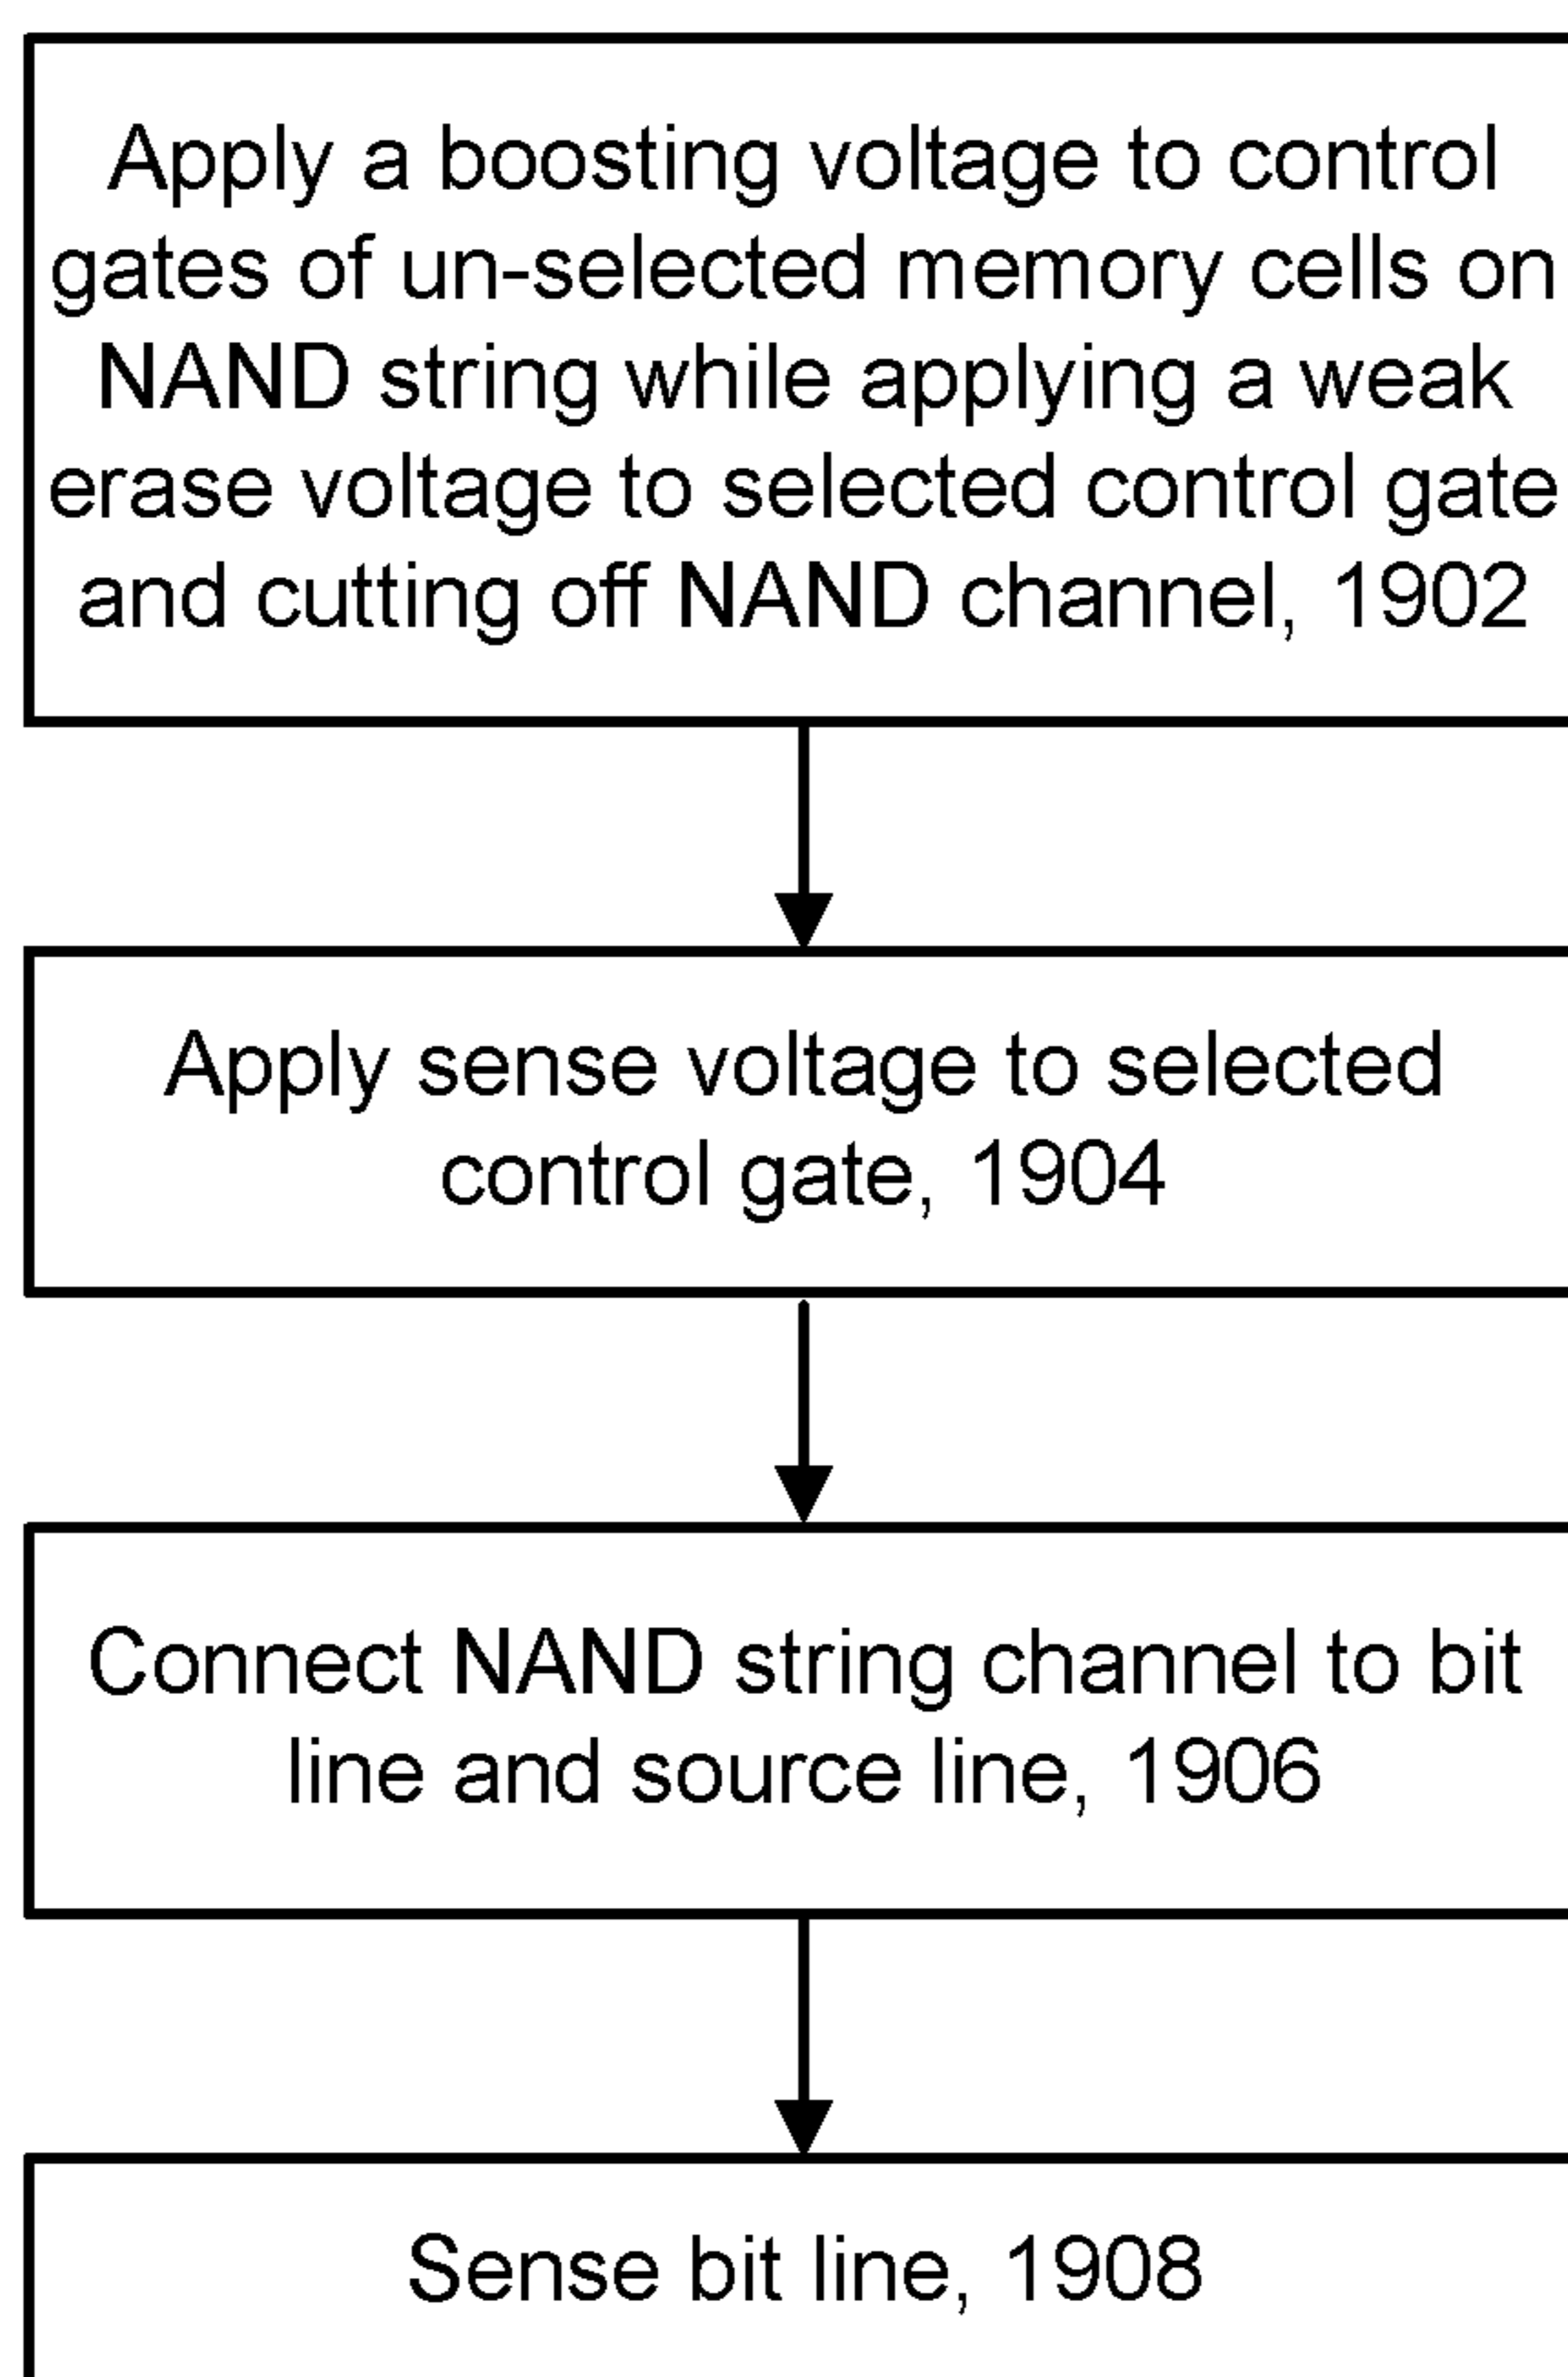 Apply a boosting voltage to control
gates of un-selected memory cells on
NAND string while applying a weak
erase voltage to selected control gate
and cutting off NAND channel, 1902
Apply sense voltage to selected
control gate, 1904
Connect NAND string channel to bit
line and source line, 1906
Sense bit line, 1908